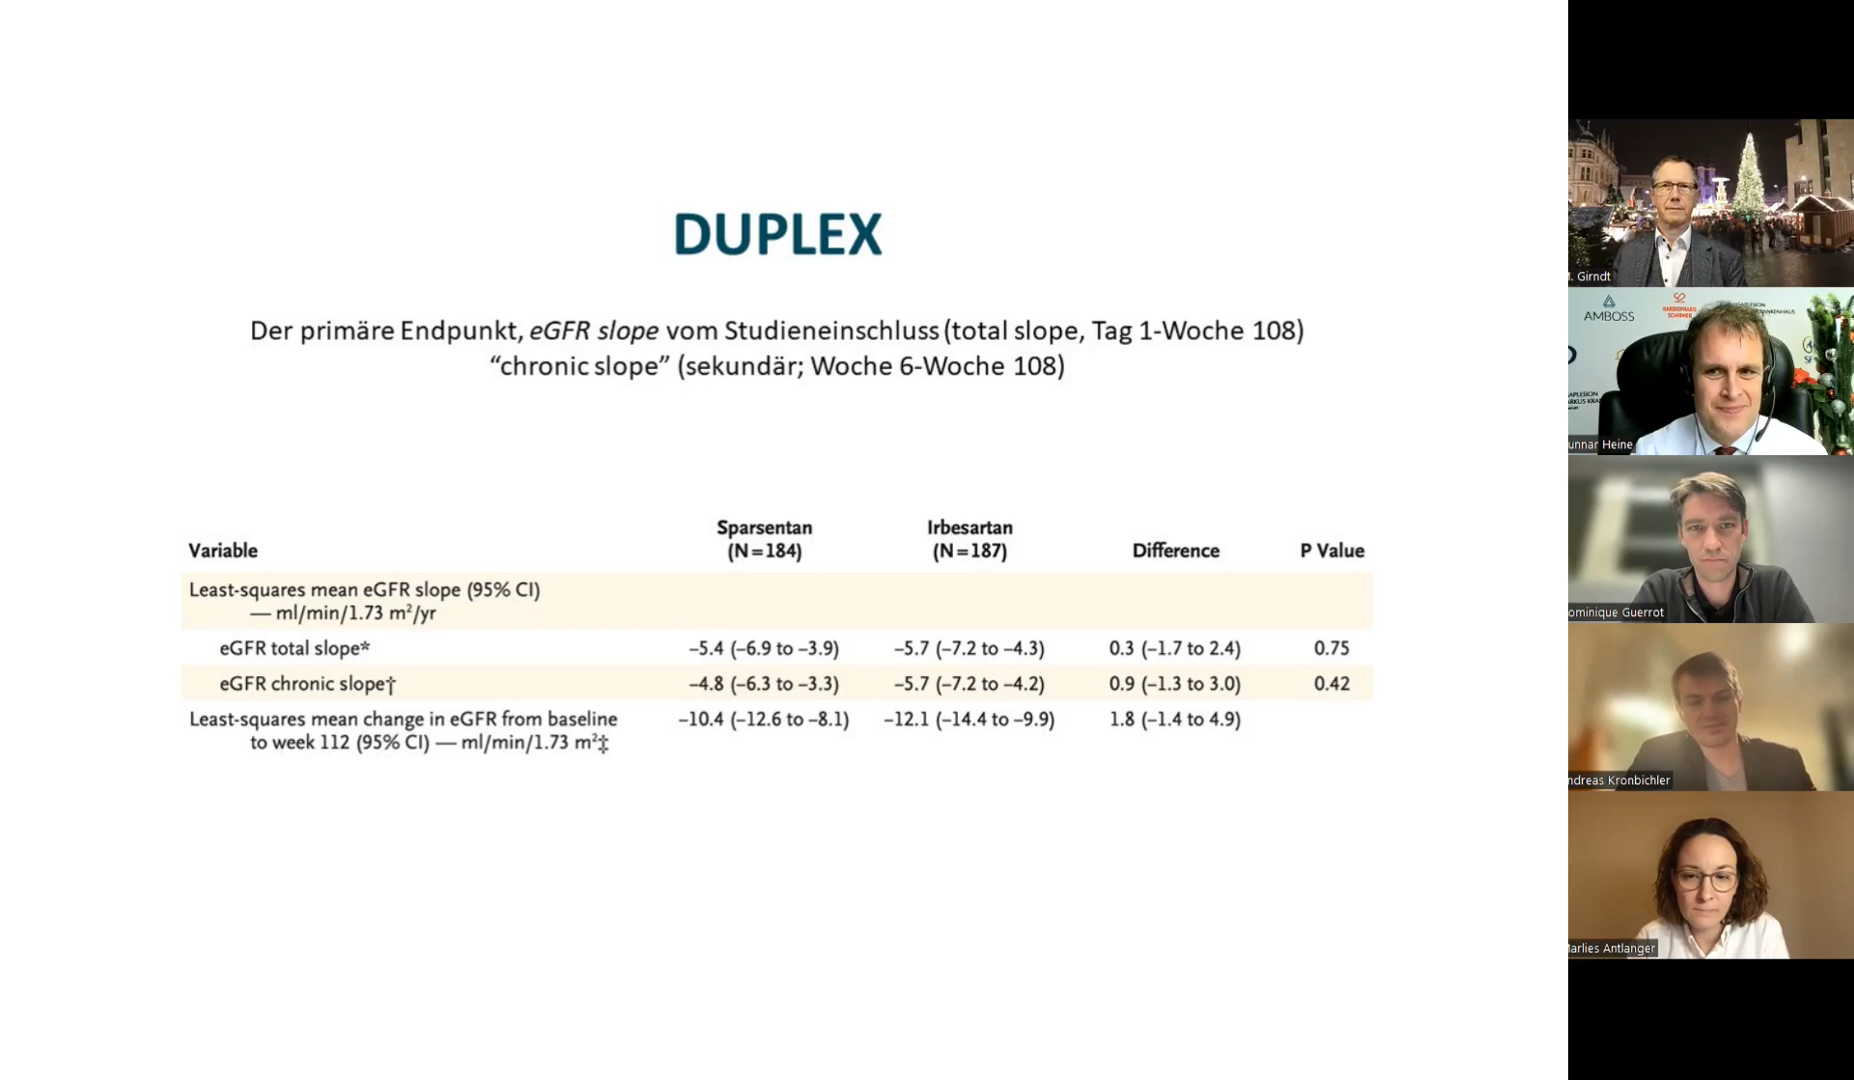 DUPLEX
Der primäre Endpunkt, eGFR slope vom Studieneinschluss (total slope, Tag 1-Woche 108)
“chronic slope” (sekundär; Woche 6-Woche 108)
Variable Sparsentan (N=184) Irbesartan (N=187) Difference P Value
Least-squares mean eGFR slope (95% CI)
— ml/min/1.73 m²/yr
eGFR total slope* –5.4 (–6.9 to –3.9) –5.7 (–7.2 to –4.3) 0.3 (–1.7 to 2.4) 0.75
eGFR chronic slope† –4.8 (–6.3 to –3.3) –5.7 (–7.2 to –4.2) 0.9 (–1.3 to 3.0) 0.42
Least-squares mean change in eGFR from baseline –10.4 (–12.6 to –8.1) –12.1 (–14.4 to –9.9) 1.8 (–1.4 to 4.9)
to week 112 (95% CI) — ml/min/1.73 m²‡
. Girndt
AMBOSS
unnar Heine
ominique Guerrot
ndreas Kronbichler
arlies Antlanger